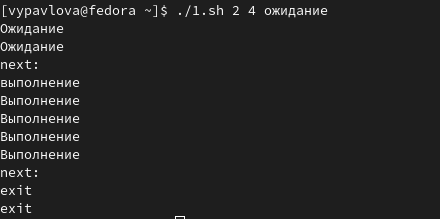 [vypavlova@fedora ~]$ ./1.sh 2 4 ожидание
Ожидание
Ожидание
next:
выполнение
Выполнение
Выполнение
Выполнение
Выполнение
next:
exit
exit